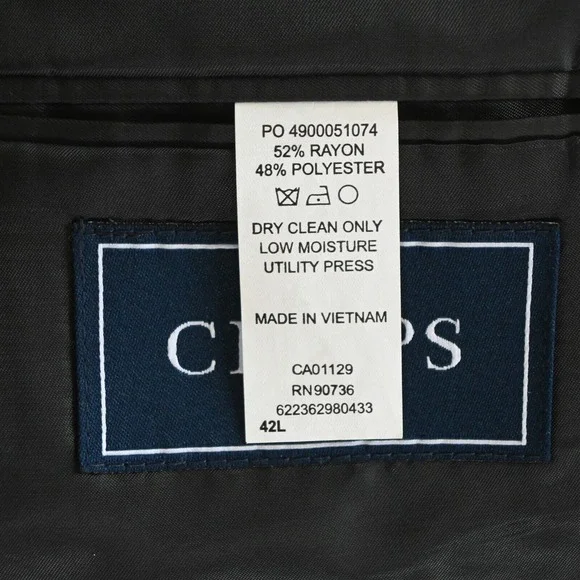 PO 4900051074
52% RAYON
48% POLYESTER
DRY CLEAN ONLY
LOW MOISTURE
UTILITY PRESS
MADE IN VIETNAM
CA01129
RN90736
622362980433
42L